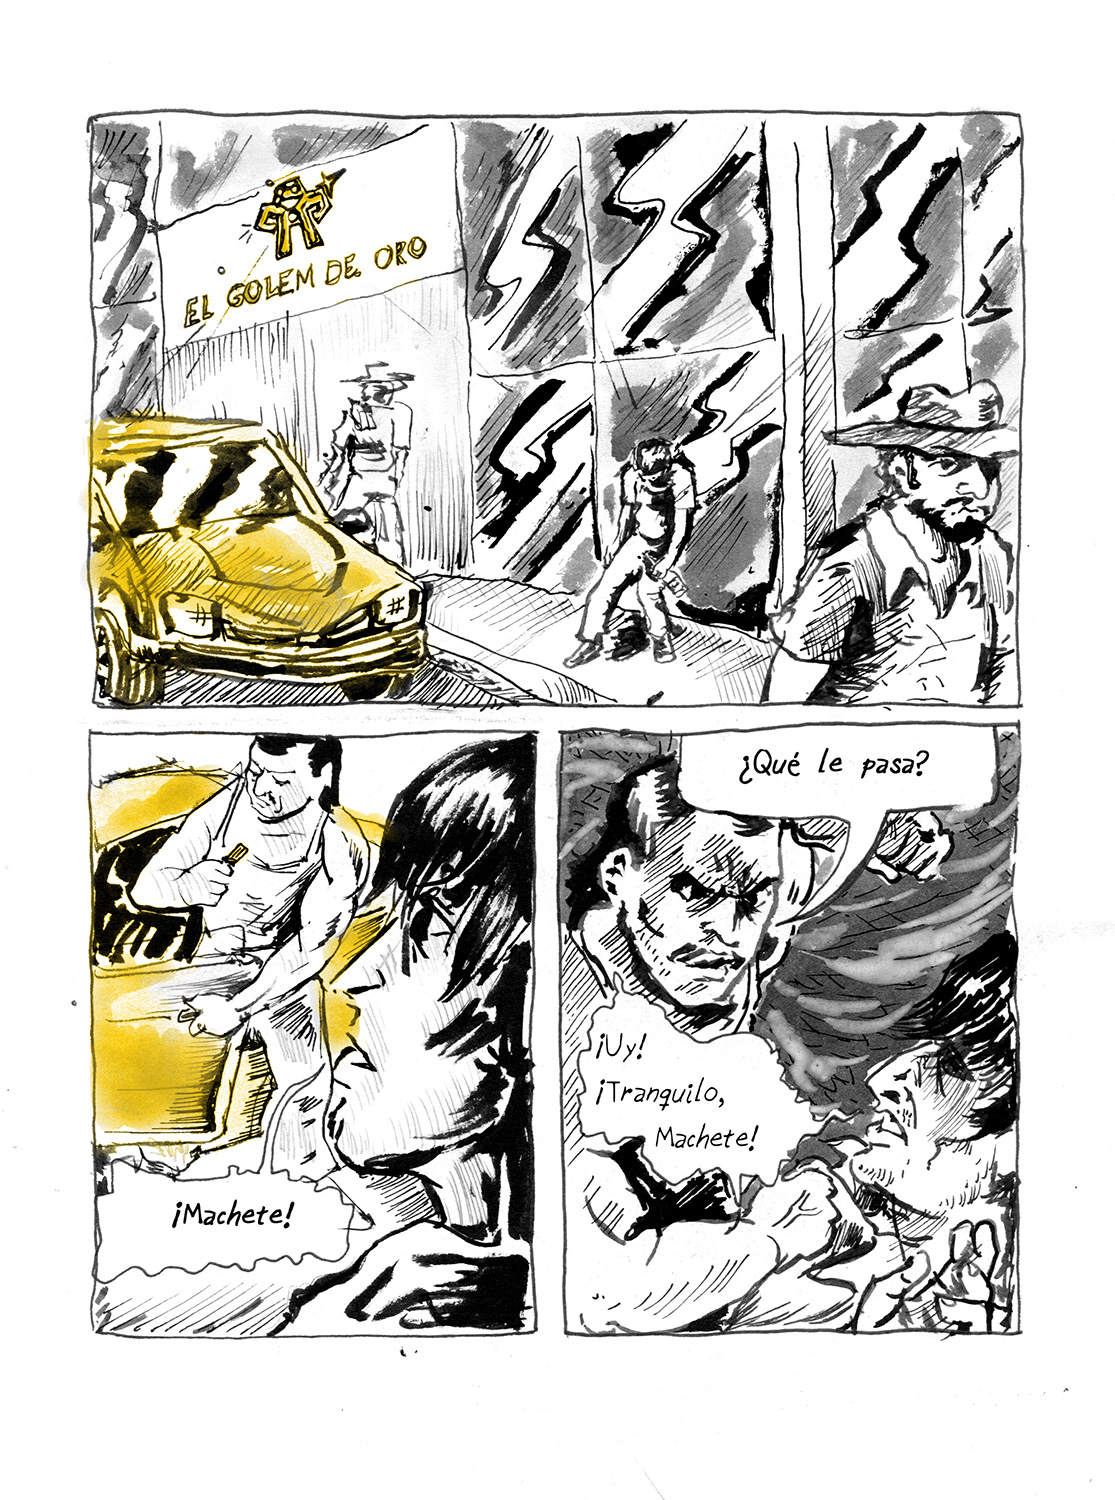 EL GOLEM DE ORO
¡Machete!
¿Qué le pasa?
¡Uy!
¡Tranquilo,
Machete!